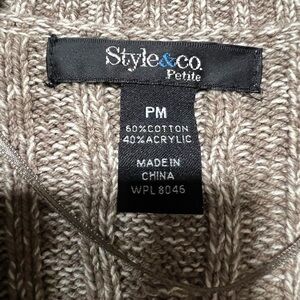 Style&co.
Petite
PM
60%COTTON
40%ACRYLIC
MADE IN
CHINA
WPL 8046